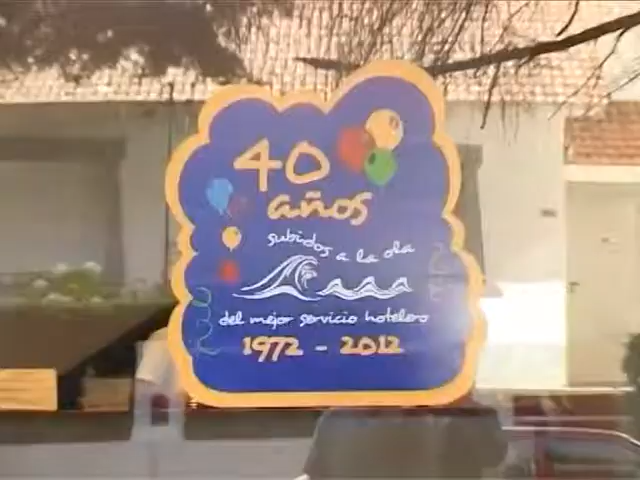 40
años
subidos a la ola
del mejor servicio hotelero
1972 - 2012